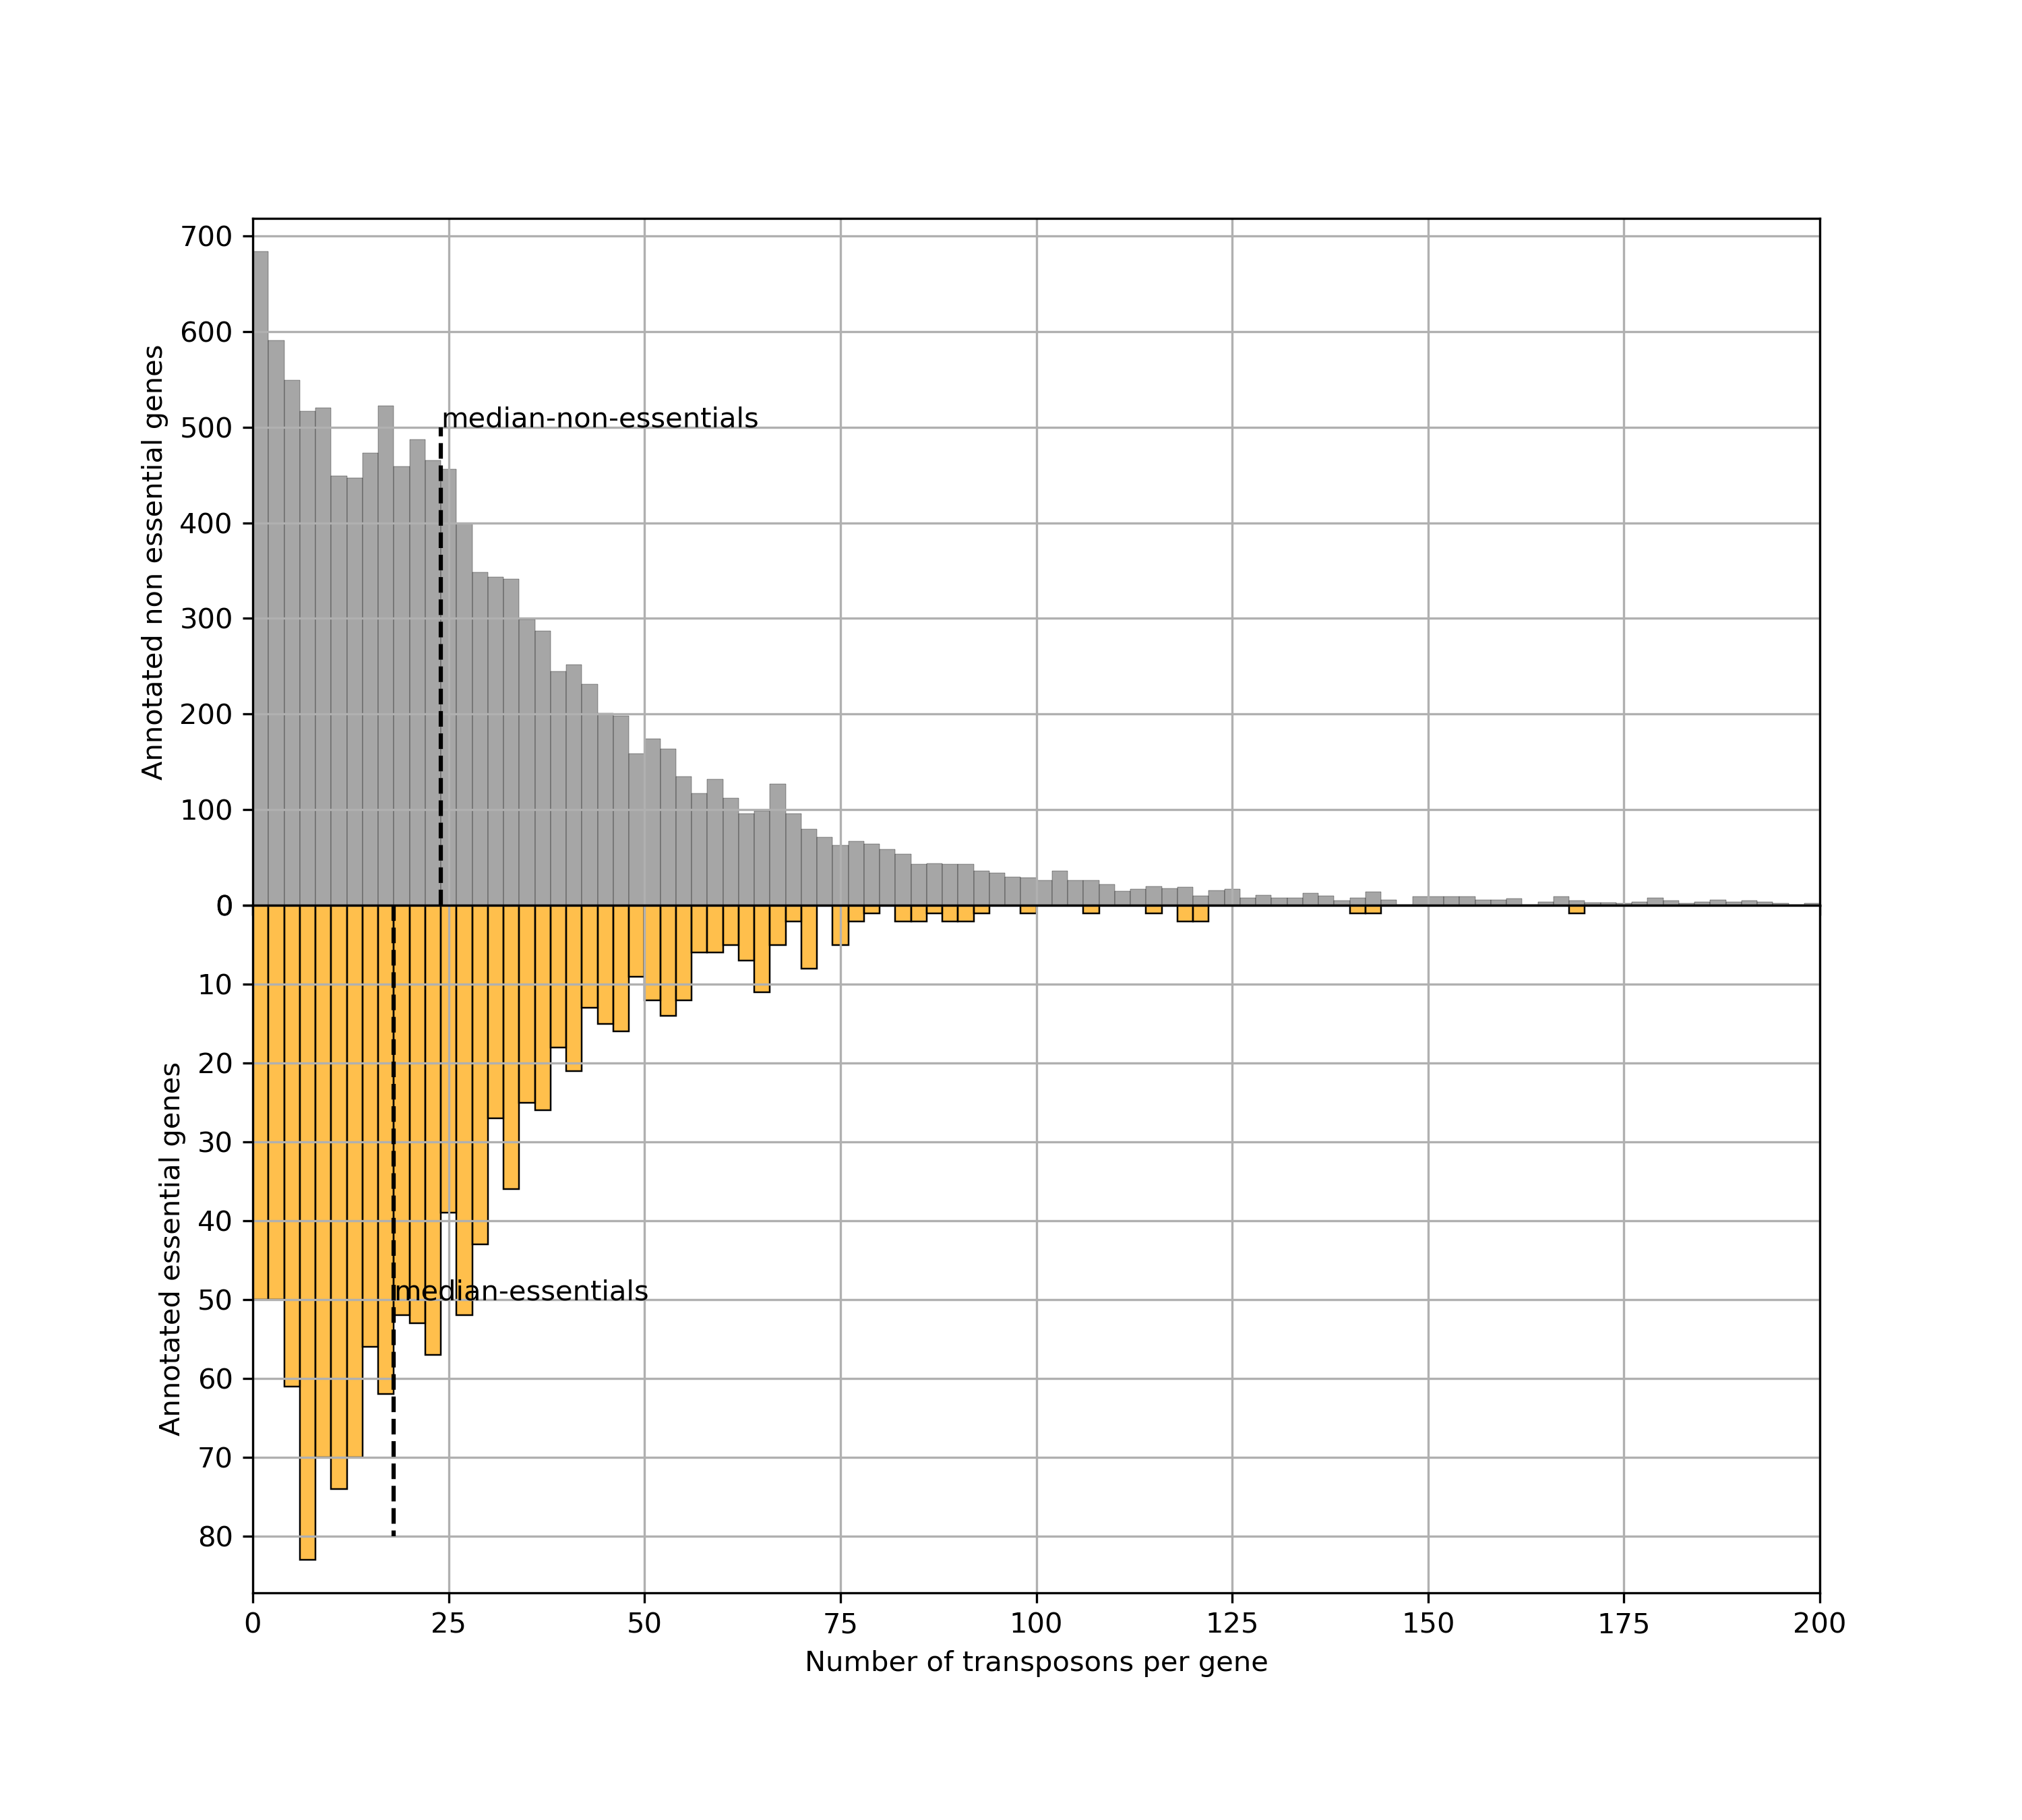 700
600
500
400
300
200
100
0
Annotated non essential genes
median-non-essentials
10
20
30
40
50
60
70
80
Annotated essential genes
median-essentials
0 25 50 75 100 125 150 175 200
Number of transposons per gene